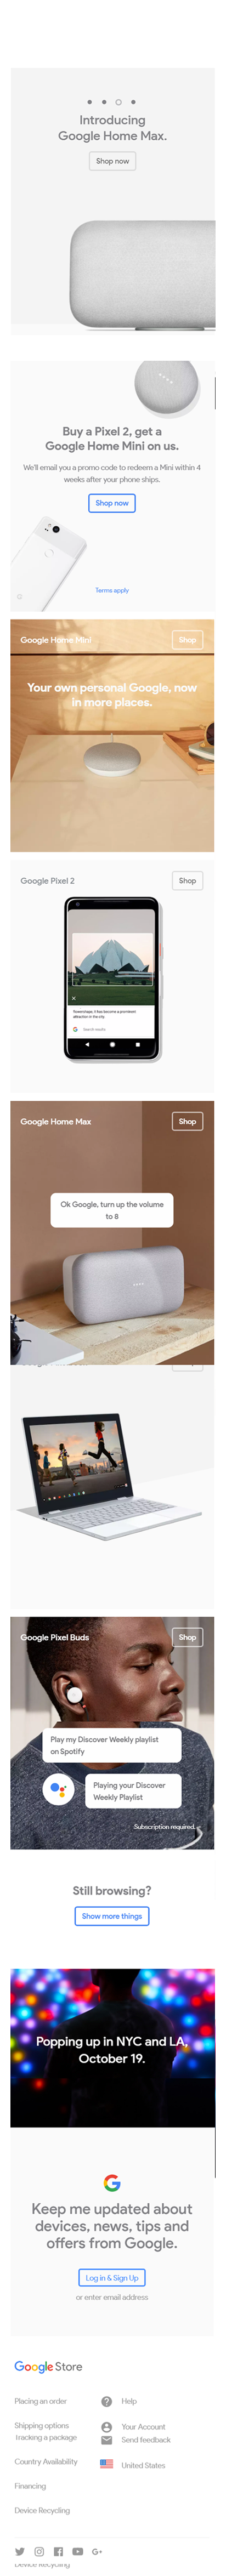 Introducing
Google Home Max.
Shop now
Buy a Pixel 2, get a
Google Home Mini on us.
We'll email you a promo code to redeem a Mini within 4
weeks after your phone ships.
Shop now
Terms apply
Google Home Mini
Shop
Your own personal Google, now
in more places.
Google Pixel 2
Shop
Google Home Max
Shop
Ok Google, turn up the volume
to 8
Google Pixel Buds
Shop
Play my Discover Weekly playlist
on Spotify
Playing your Discover
Weekly Playlist
Subscription required.
Still browsing?
Show more things
Popping up in NYC and LA,
October 19.
Keep me updated about
devices, news, tips and
offers from Google.
Log in & Sign Up
or enter email address
Google Store
Placing an order
Help
Shipping options
Your Account
Tracking a package
Send feedback
Country Availability
United States
Financing
Device Recycling
Device Recycling